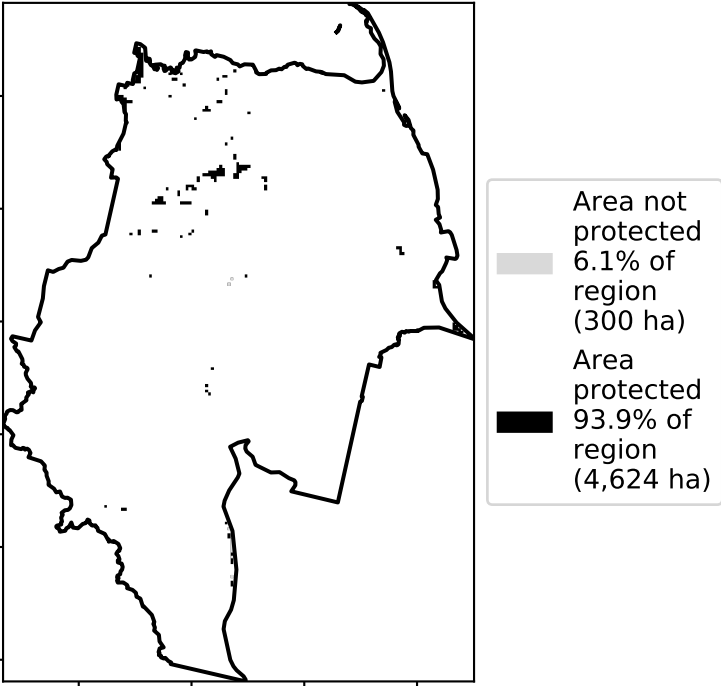 Area not
protected
6.1% of
region
(300 ha)
Area
protected
93.9% of
region
(4,624 ha)